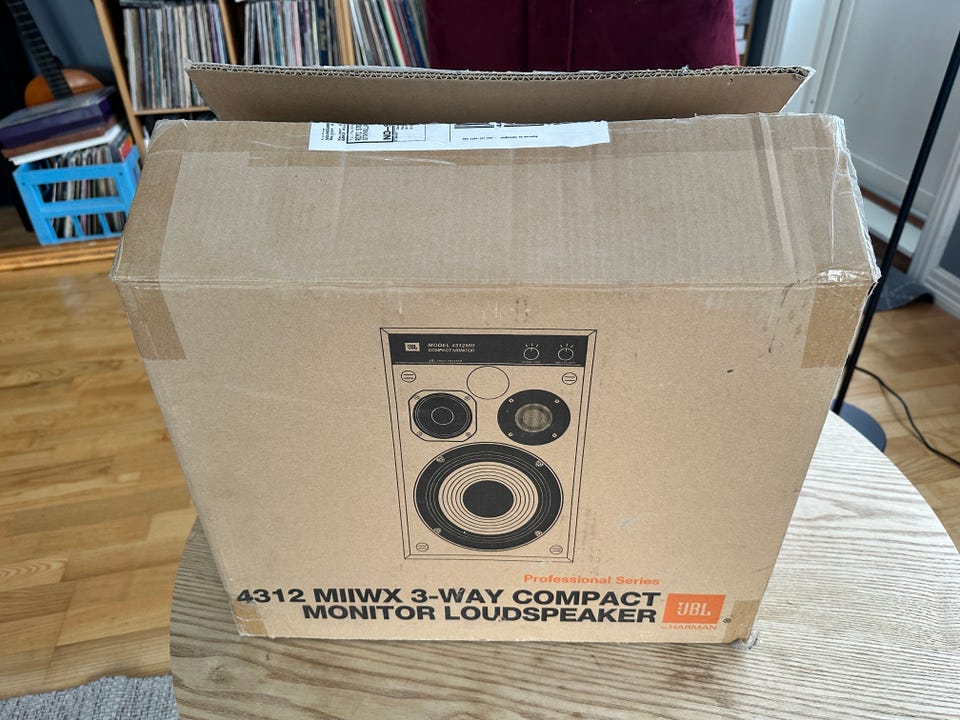 JBL
MODEL 4312MII
COMPACT MONITOR
Professional Series
4312 MIIWX 3-WAY COMPACT
MONITOR LOUDSPEAKER
JBL ®
by HARMAN